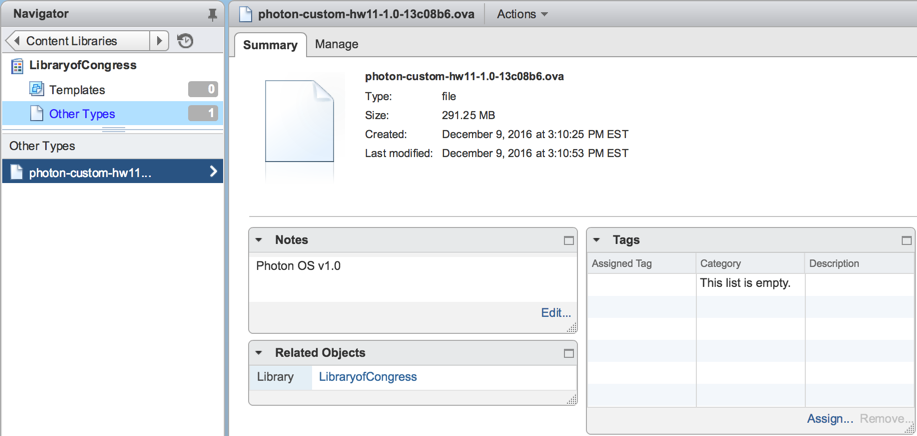 Navigator
Content Libraries
LibraryofCongress
Templates 0
Other Types 1
Other Types
photon-custom-hw11...
photon-custom-hw11-1.0-13c08b6.ova Actions
Summary Manage
photon-custom-hw11-1.0-13c08b6.ova
Type: file
Size: 291.25 MB
Created: December 9, 2016 at 3:10:25 PM EST
Last modified: December 9, 2016 at 3:10:53 PM EST
Notes
Photon OS v1.0
Edit...
Related Objects
Library LibraryofCongress
Tags
Assigned Tag Category Description
This list is empty.
Assign... Remove...